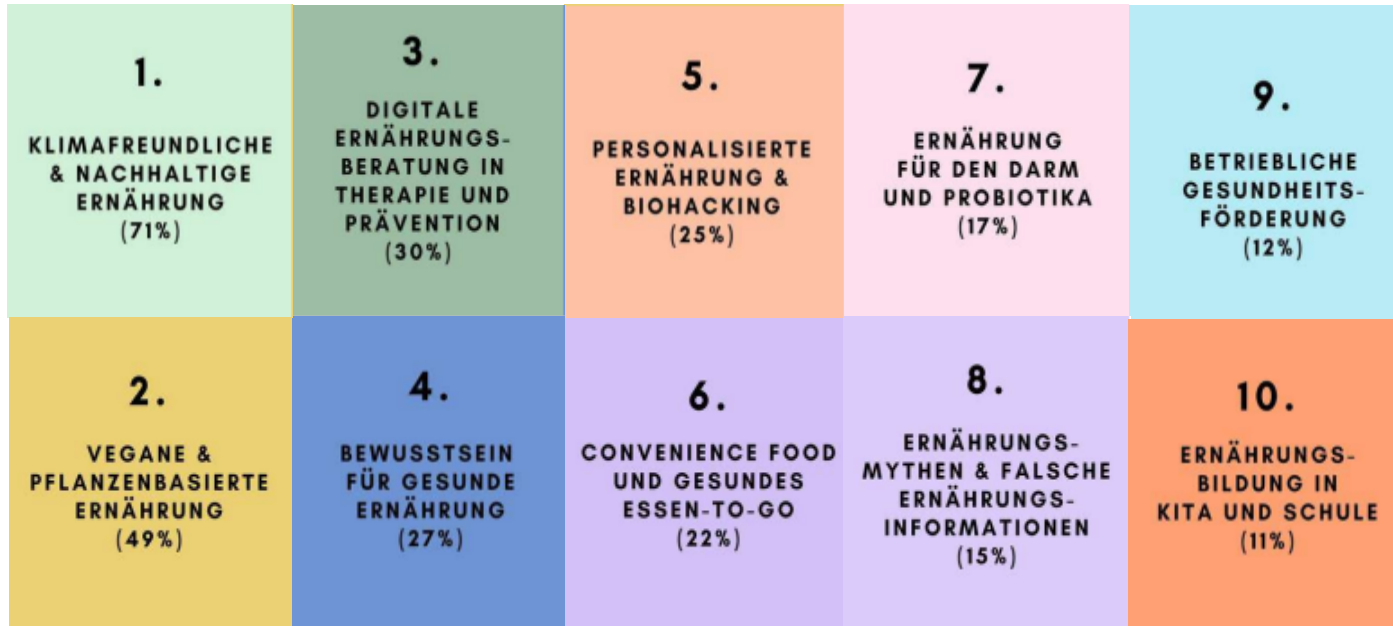 1.
KLIMAFREUNDLICHE
& NACHHALTIGE
ERNÄHRUNG
(71%)
2.
VEGANE &
PFLANZENBASIERTE
ERNÄHRUNG
(49%)
3.
DIGITALE
ERNÄHRUNGS-
BERATUNG IN
THERAPIE UND
PRÄVENTION
(30%)
4.
BEWUSSTSEIN
FÜR GESUNDE
ERNÄHRUNG
(27%)
5.
PERSONALISIERTE
ERNÄHRUNG &
BIOHACKING
(25%)
6.
CONVENIENCE FOOD
UND GESUNDES
ESSEN-TO-GO
(22%)
7.
ERNÄHRUNG
FÜR DEN DARM
UND PROBIOTIKA
(17%)
8.
ERNÄHRUNGS-
MYTHEN & FALSCHE
ERNÄHRUNGS-
INFORMATIONEN
(15%)
9.
BETRIEBLICHE
GESUNDHEITS-
FÖRDERUNG
(12%)
10.
ERNÄHRUNGS-
BILDUNG IN
KITA UND SCHULE
(11%)